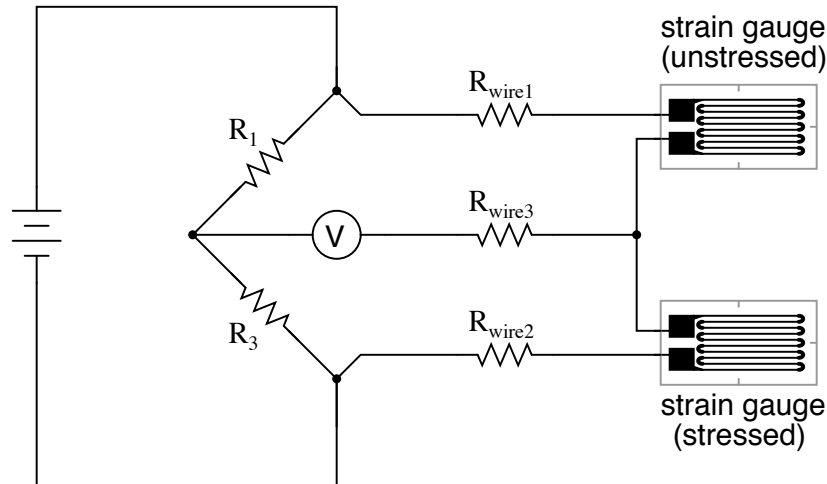 strain gauge
(unstressed)
Rwire1
R1
V
Rwire3
R3
Rwire2
strain gauge
(stressed)